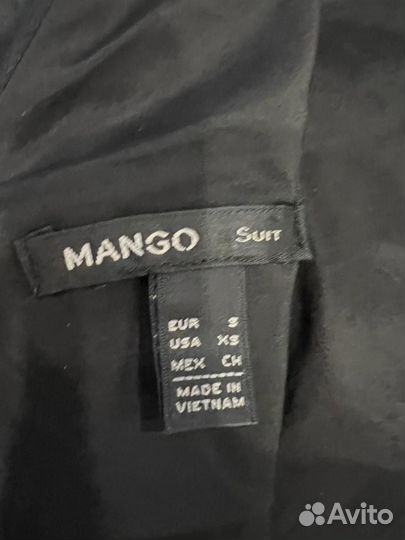 MANGO Suit
EUR S
USA XS
MEX CH
MADE IN
VIETNAM
Avito